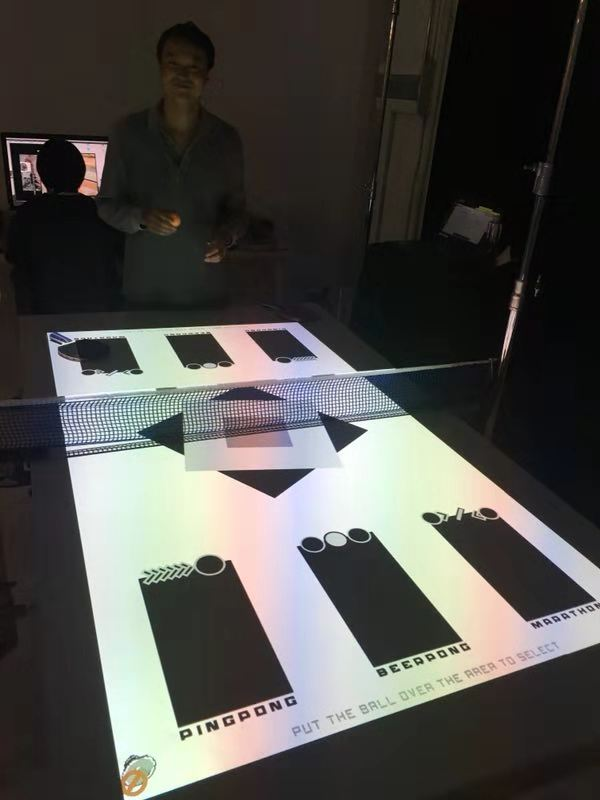 PINGPONG
BEERPONG
MARATHON
PUT THE BALL OVER THE AREA TO SELECT